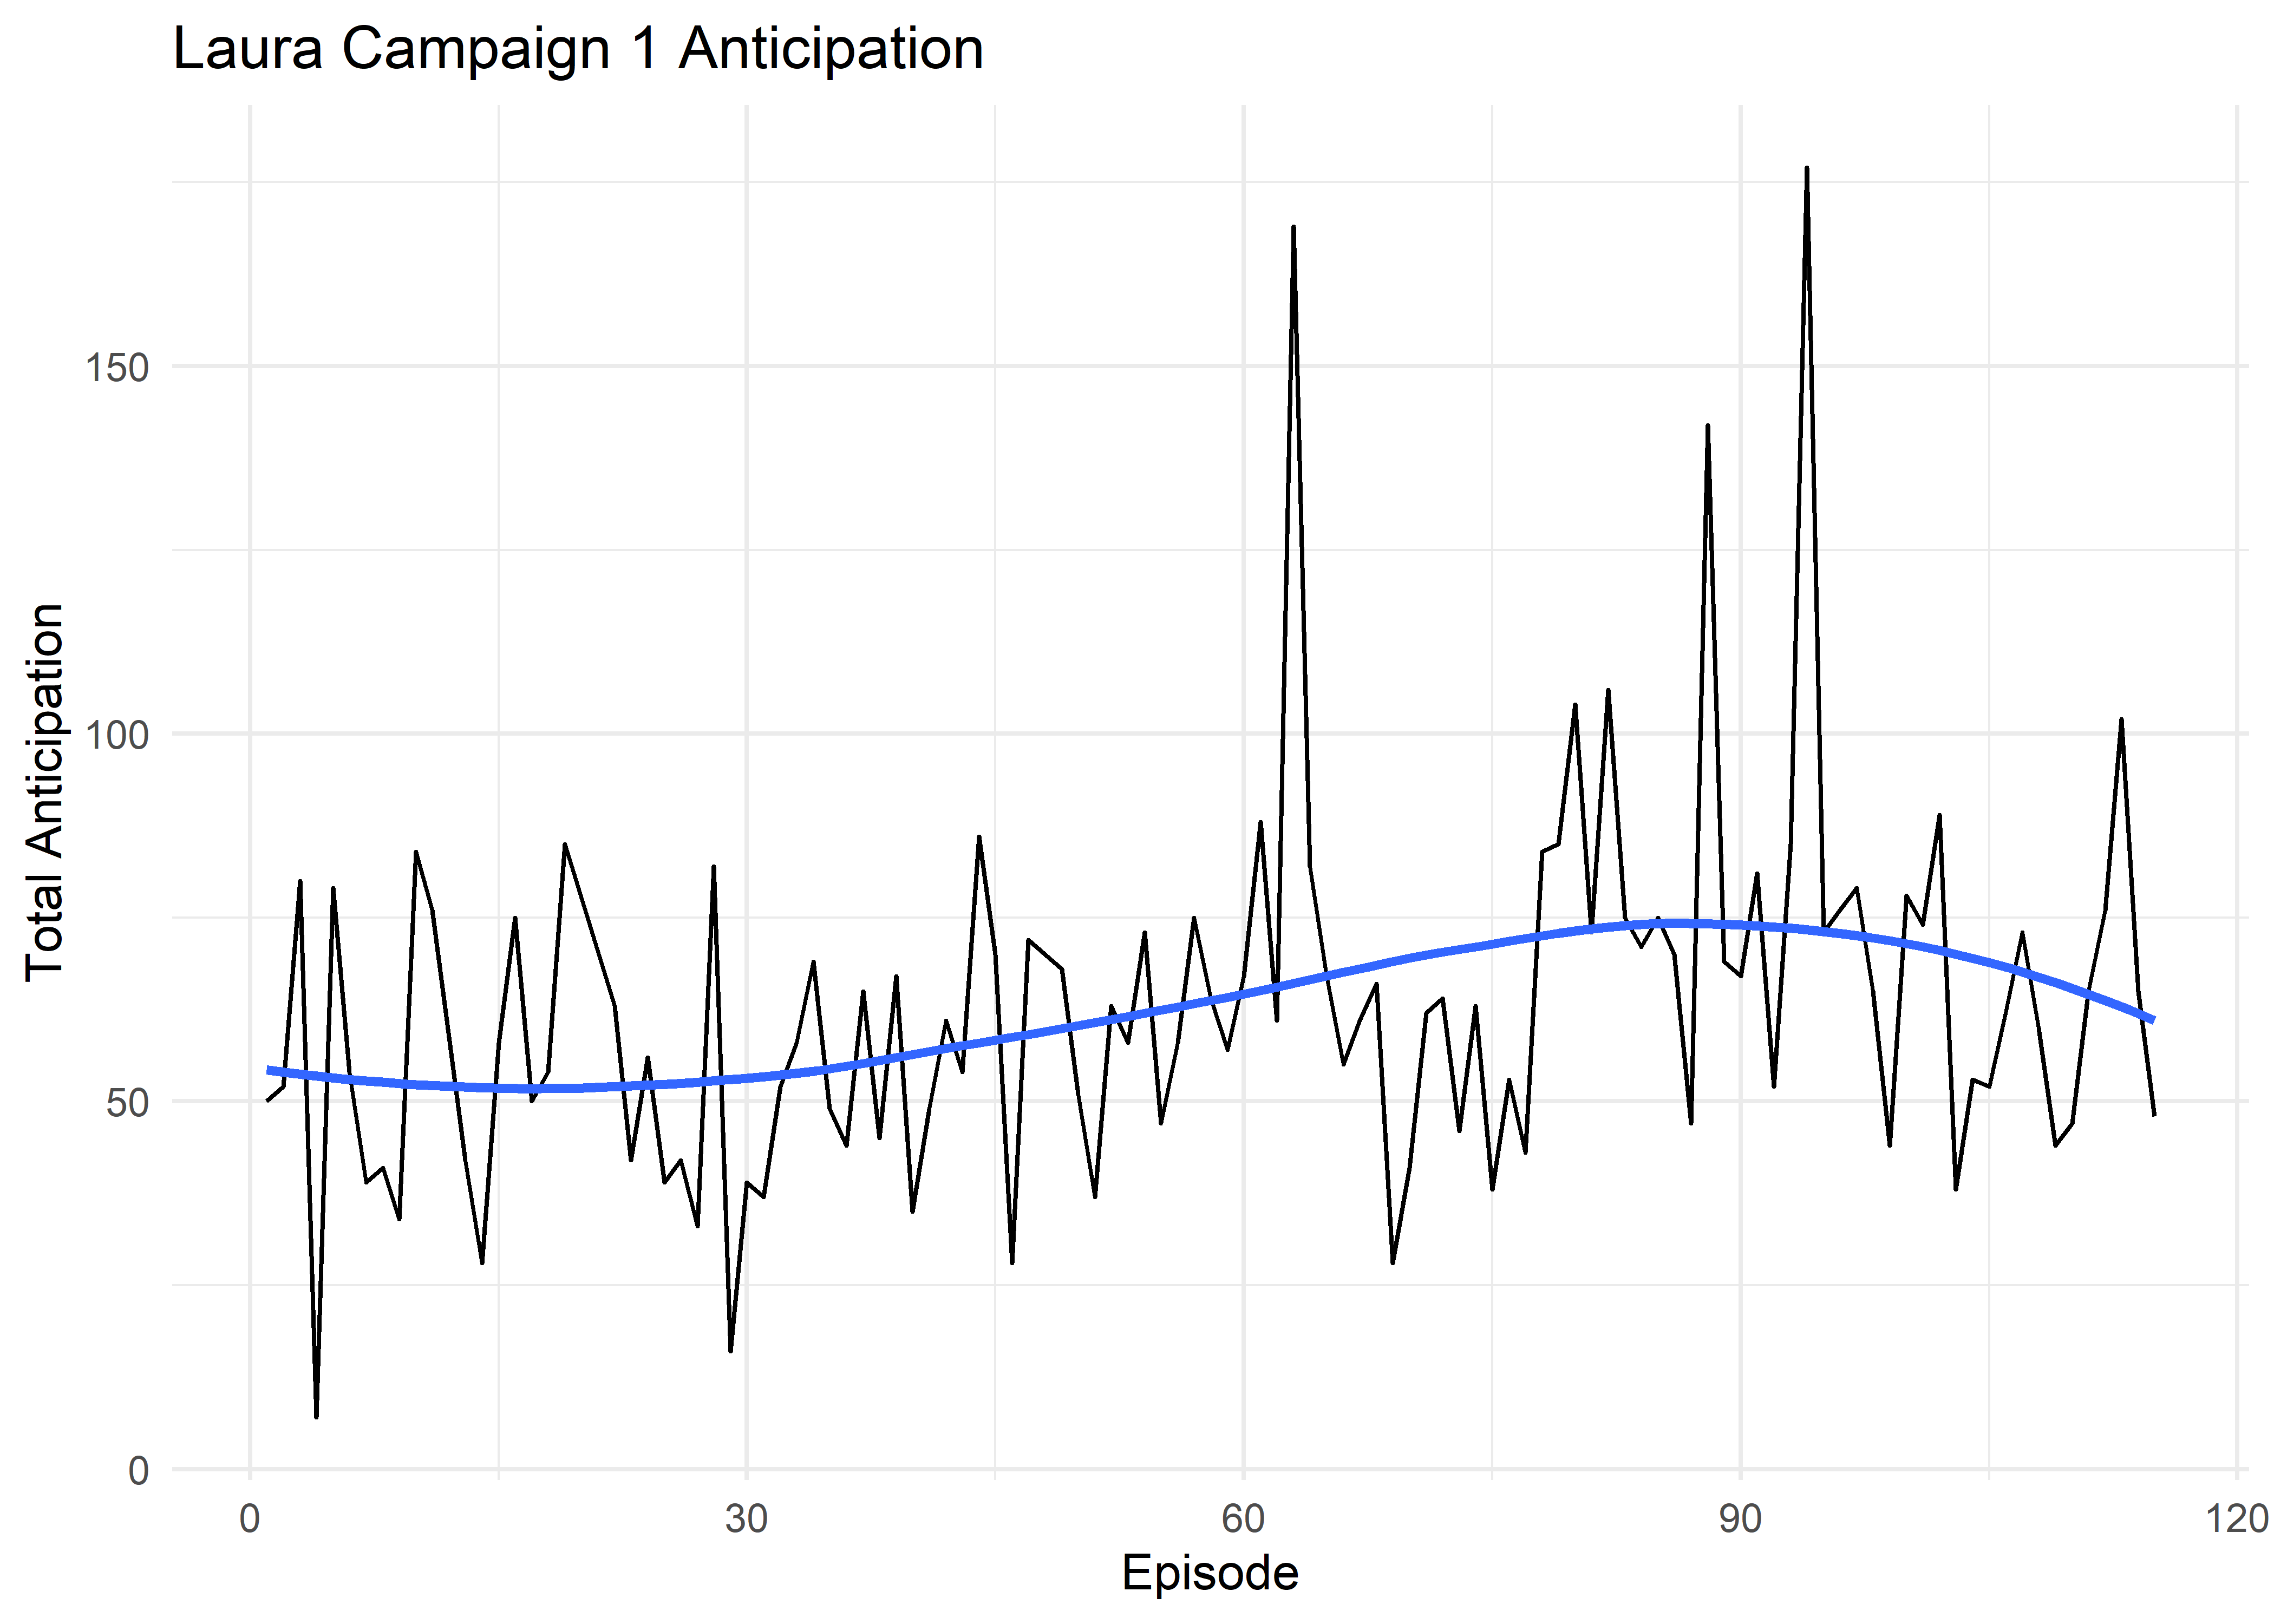 Laura Campaign 1 Anticipation
Total Anticipation
150
100
50
0
0 30 60 90 120
Episode